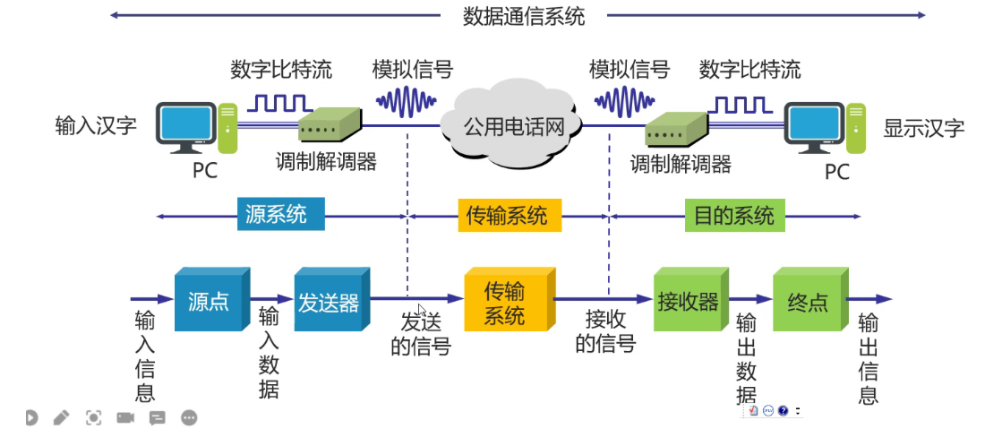 数据通信系统
数字比特流
模拟信号
模拟信号
数字比特流
输入汉字
公用电话网
显示汉字
PC
调制解调器
调制解调器
PC
源系统
传输系统
目的系统
源点
发送器
传输
系统
接收器
终点
输入信息
输入数据
发送
的信号
接收
的信号
输出数据
输出信息